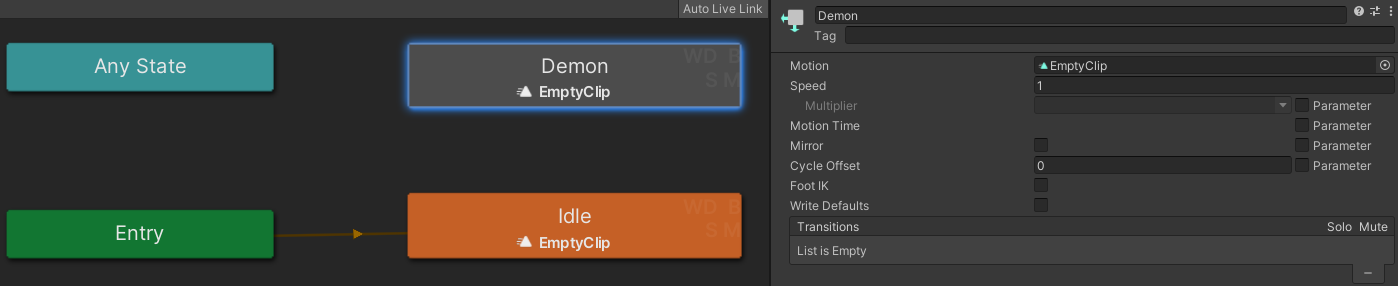 Auto Live Link
Any State
Demon
WD B
S M
EmptyClip
Entry
Idle
WD B
S M
EmptyClip
Demon
Tag
Motion
EmptyClip
Speed
1
Multiplier
Parameter
Motion Time
Parameter
Mirror
Parameter
Cycle Offset
0
Parameter
Foot IK
Write Defaults
Transitions
Solo Mute
List is Empty